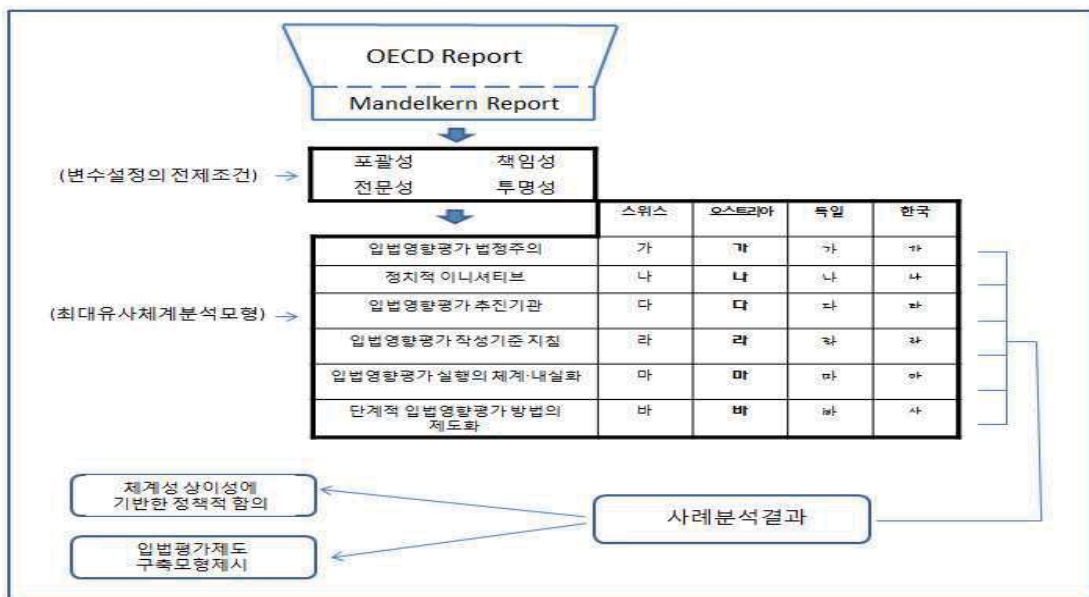 OECD Report
Mandelkern Report
(변수설정의 전제조건)
포괄성 책임성
전문성 투명성
스위스 오스트리아 독일 한국
입법영향평가 법정주의 가 가 가
정치적 이니셔티브 나 나 나 나
(최대유사체계분석모형)
입법영향평가 추진기관 다 다
입법영향평가 작성기준 지침 라 라
입법영향평가 실행의 체계·내실화 마 마 마
단계적 입법영향평가 방법의 바 바
제도화
체계성 상이성에
기반한 정책적 함의
사례분석결과
입법평가제도
구축모형제시